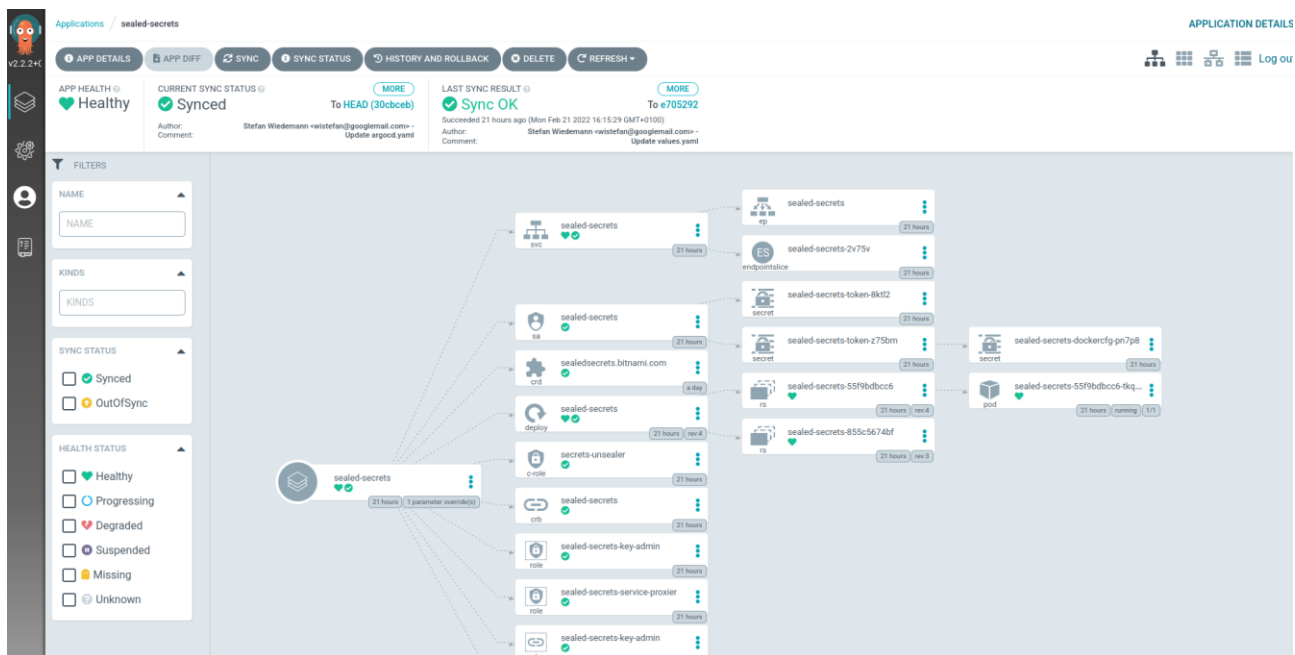 Applications / sealed-secrets
APPLICATION DETAILS
v2.2.2+(
APP DETAILS
APP DIFF
SYNC
SYNC STATUS
HISTORY AND ROLLBACK
DELETE
REFRESH
Log out
APP HEALTH
Healthy
CURRENT SYNC STATUS
MORE
Synced
To HEAD (30cbceb)
Author: Stefan Wiedemann <wistefan@googlemail.com> -
Comment: Update argocd.yaml
LAST SYNC RESULT
MORE
Sync OK
To e705292
Succeeded 21 hours ago (Mon Feb 21 2022 16:15:29 GMT+0100)
Author: Stefan Wiedemann <wistefan@googlemail.com> -
Comment: Update values.yaml
FILTERS
NAME
NAME
KINDS
KINDS
SYNC STATUS
Synced
OutOfSync
HEALTH STATUS
Healthy
Progressing
Degraded
Suspended
Missing
Unknown
sealed-secrets
21 hours
1 parameter override(s)
sealed-secrets
svc
21 hours
sealed-secrets
sa
21 hours
sealedsecrets.bitnami.com
crd
a day
sealed-secrets
deploy
21 hours
rev:4
secrets-unsealer
c-role
21 hours
sealed-secrets
crb
21 hours
sealed-secrets-key-admin
role
21 hours
sealed-secrets-service-proxier
role
21 hours
sealed-secrets-key-admin
sealed-secrets
ep
21 hours
ES
sealed-secrets-2v75v
endpointslice
21 hours
sealed-secrets-token-8ktl2
secret
21 hours
sealed-secrets-token-z75bm
secret
21 hours
sealed-secrets-55f9bdbcc6
rs
21 hours
rev:4
sealed-secrets-855c5674bf
rs
21 hours
rev:3
sealed-secrets-dockercfg-pn7p8
secret
21 hours
sealed-secrets-55f9bdbcc6-tkq...
pod
21 hours
running
1/1